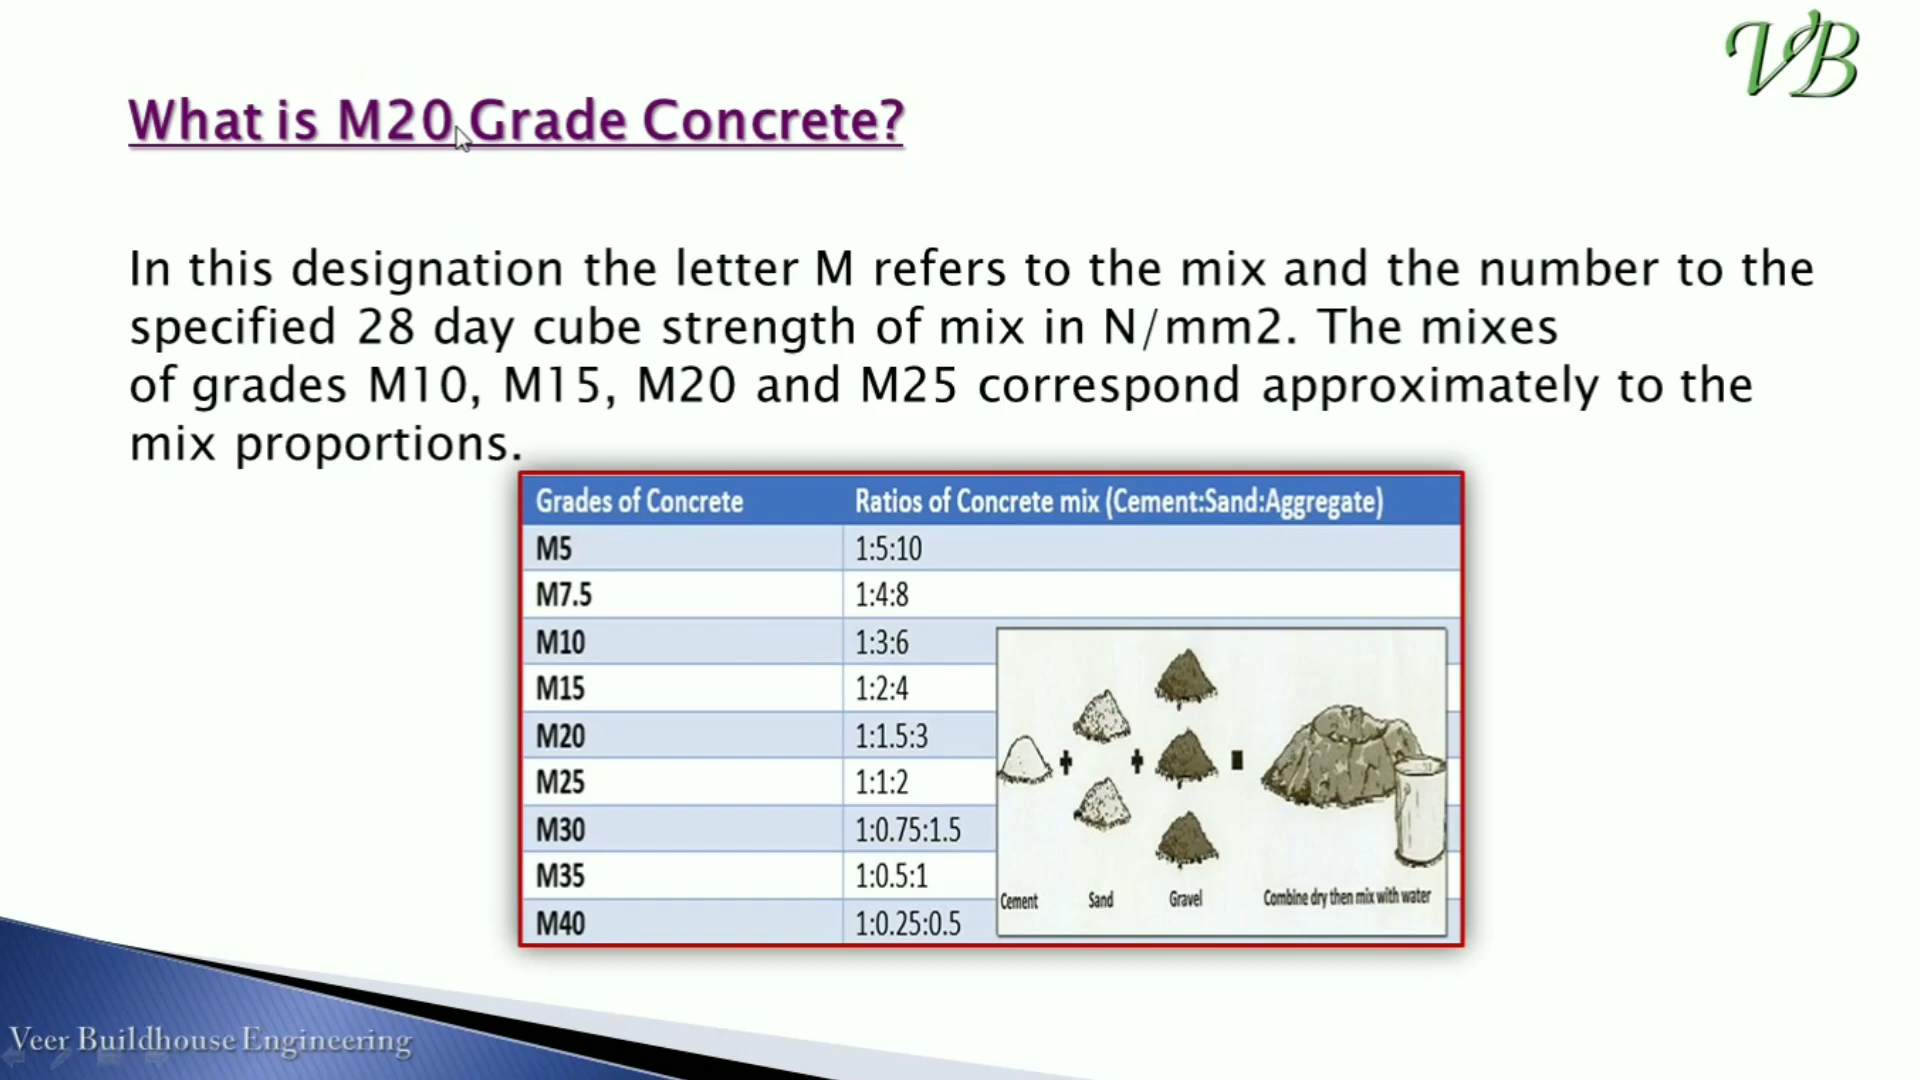 VB
What is M20 Grade Concrete?
In this designation the letter M refers to the mix and the number to the
specified 28 day cube strength of mix in N/mm2. The mixes
of grades M10, M15, M20 and M25 correspond approximately to the
mix proportions.
Grades of Concrete Ratios of Concrete mix (Cement:Sand:Aggregate)
M5 1:5:10
M7.5 1:4:8
M10 1:3:6
M15 1:2:4
M20 1:1.5:3
M25 1:1:2
M30 1:0.75:1.5
M35 1:0.5:1
M40 1:0.25:0.5
Cement Sand Gravel Combine dry then mix with water
Veer Buildhouse Engineering